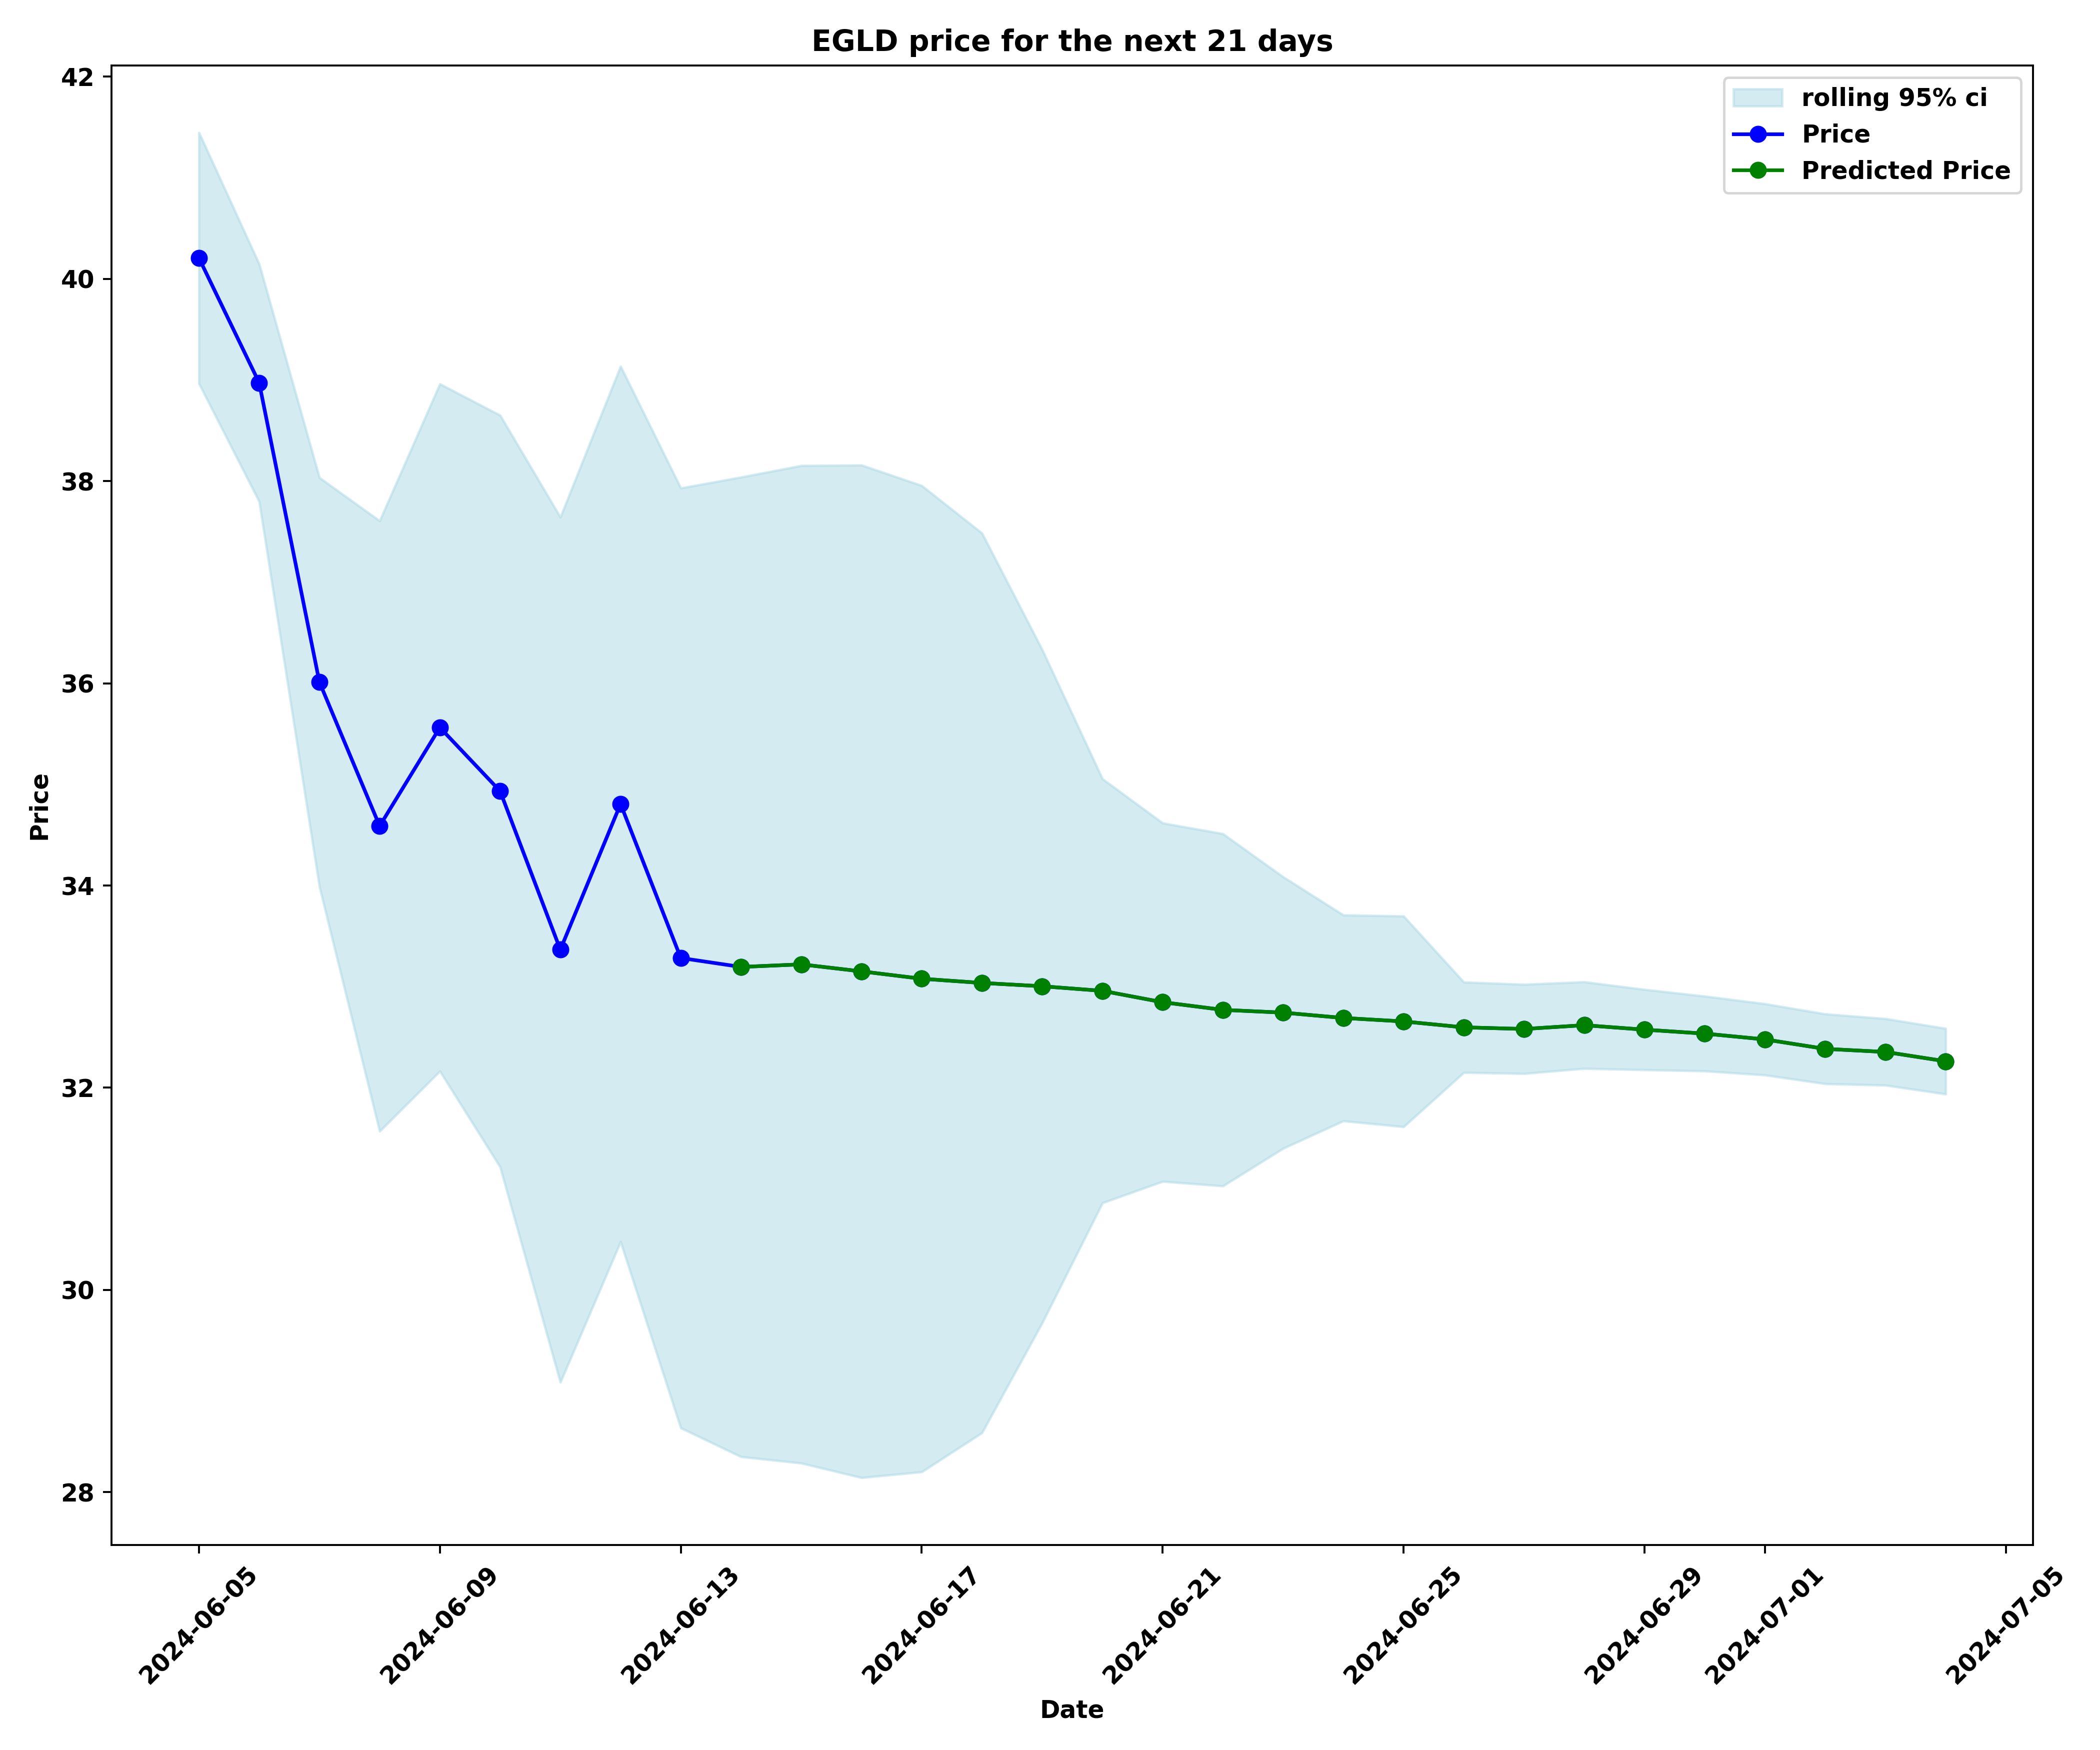 EGLD price for the next 21 days
rolling 95% ci
Price
Predicted Price
42
40
38
36
34
32
30
28
Price
2024-06-05
2024-06-09
2024-06-13
2024-06-17
2024-06-21
2024-06-25
2024-06-29
2024-07-01
2024-07-05
Date